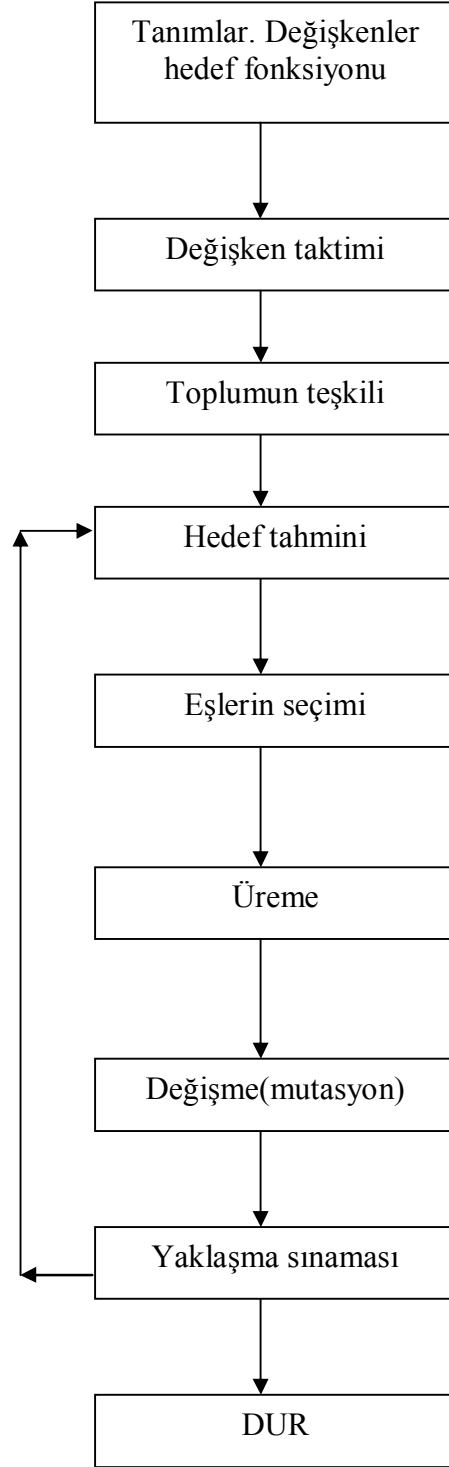 Tanımlar. Değişkenler
hedef fonksiyonu
Değişken taktimi
Toplumun teşkili
Hedef tahmini
Eşlerin seçimi
Üreme
Değişme(mutasyon)
Yaklaşma sınaması
DUR